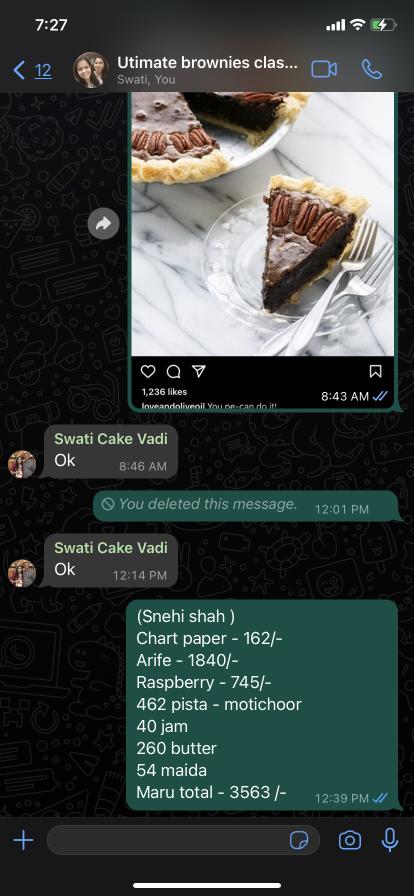 7:27
12
Utimate brownies clas...
Swati, You
1,236 likes
loveandoliveoil You pe-can do it!
8:43 AM
Swati Cake Vadi
Ok
8:46 AM
You deleted this message.
12:01 PM
Swati Cake Vadi
Ok
12:14 PM
(Snehi shah )
Chart paper - 162/-
Arife - 1840/-
Raspberry - 745/-
462 pista - motichoor
40 jam
260 butter
54 maida
Maru total - 3563 /-
12:39 PM